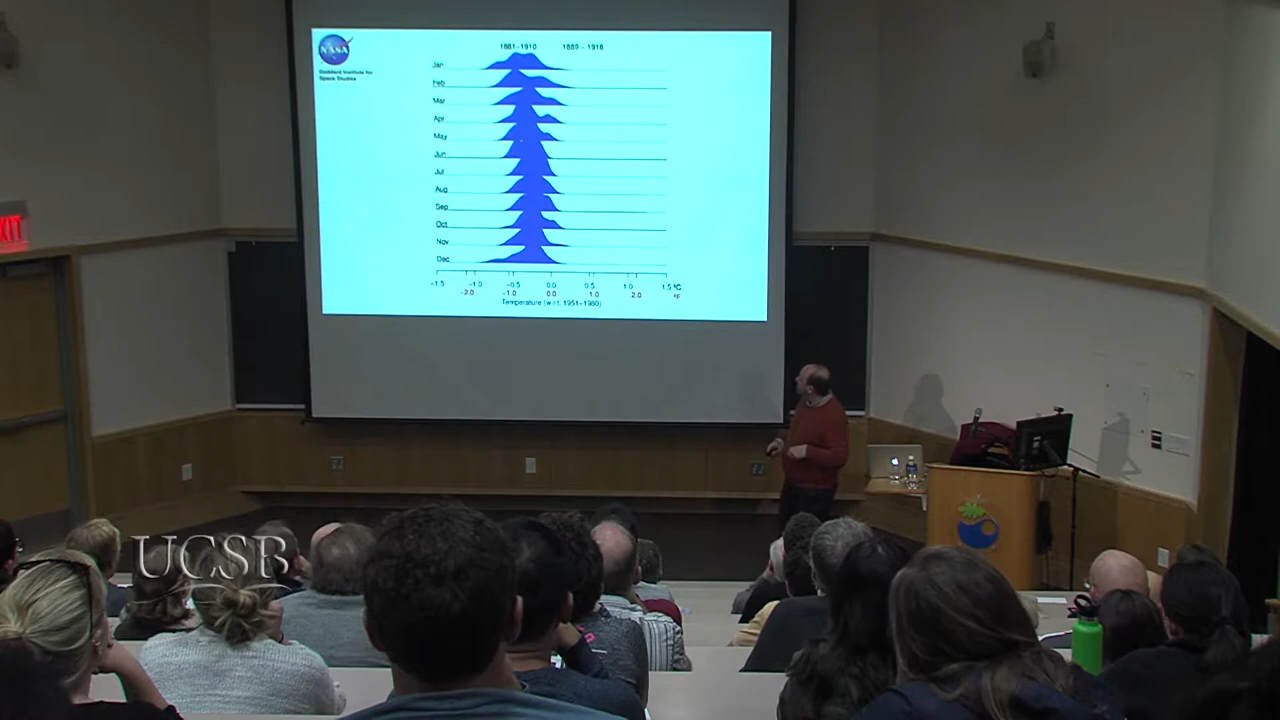 NASA
Goddard Institute for
Space Studies
1881-1910 1889 - 1918
Jan
Feb
Mar
Apr
May
Jun
Jul
Aug
Sep
Oct
Nov
Dec
-1.5 -1.0 -0.5 0.0 0.5 1.0 1.5 ºC
-2.0 -1.0 0.0 1.0 2.0 ºF
Temperature (w.r.t. 1951-1980)
EXIT
UCSB